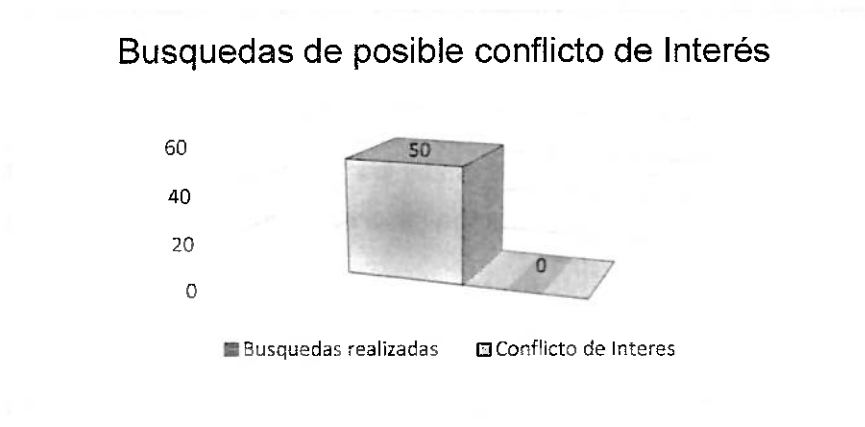 Busquedas de posible conflicto de Interés
60
50
40
20
0
0
Busquedas realizadas
Conflicto de Interes